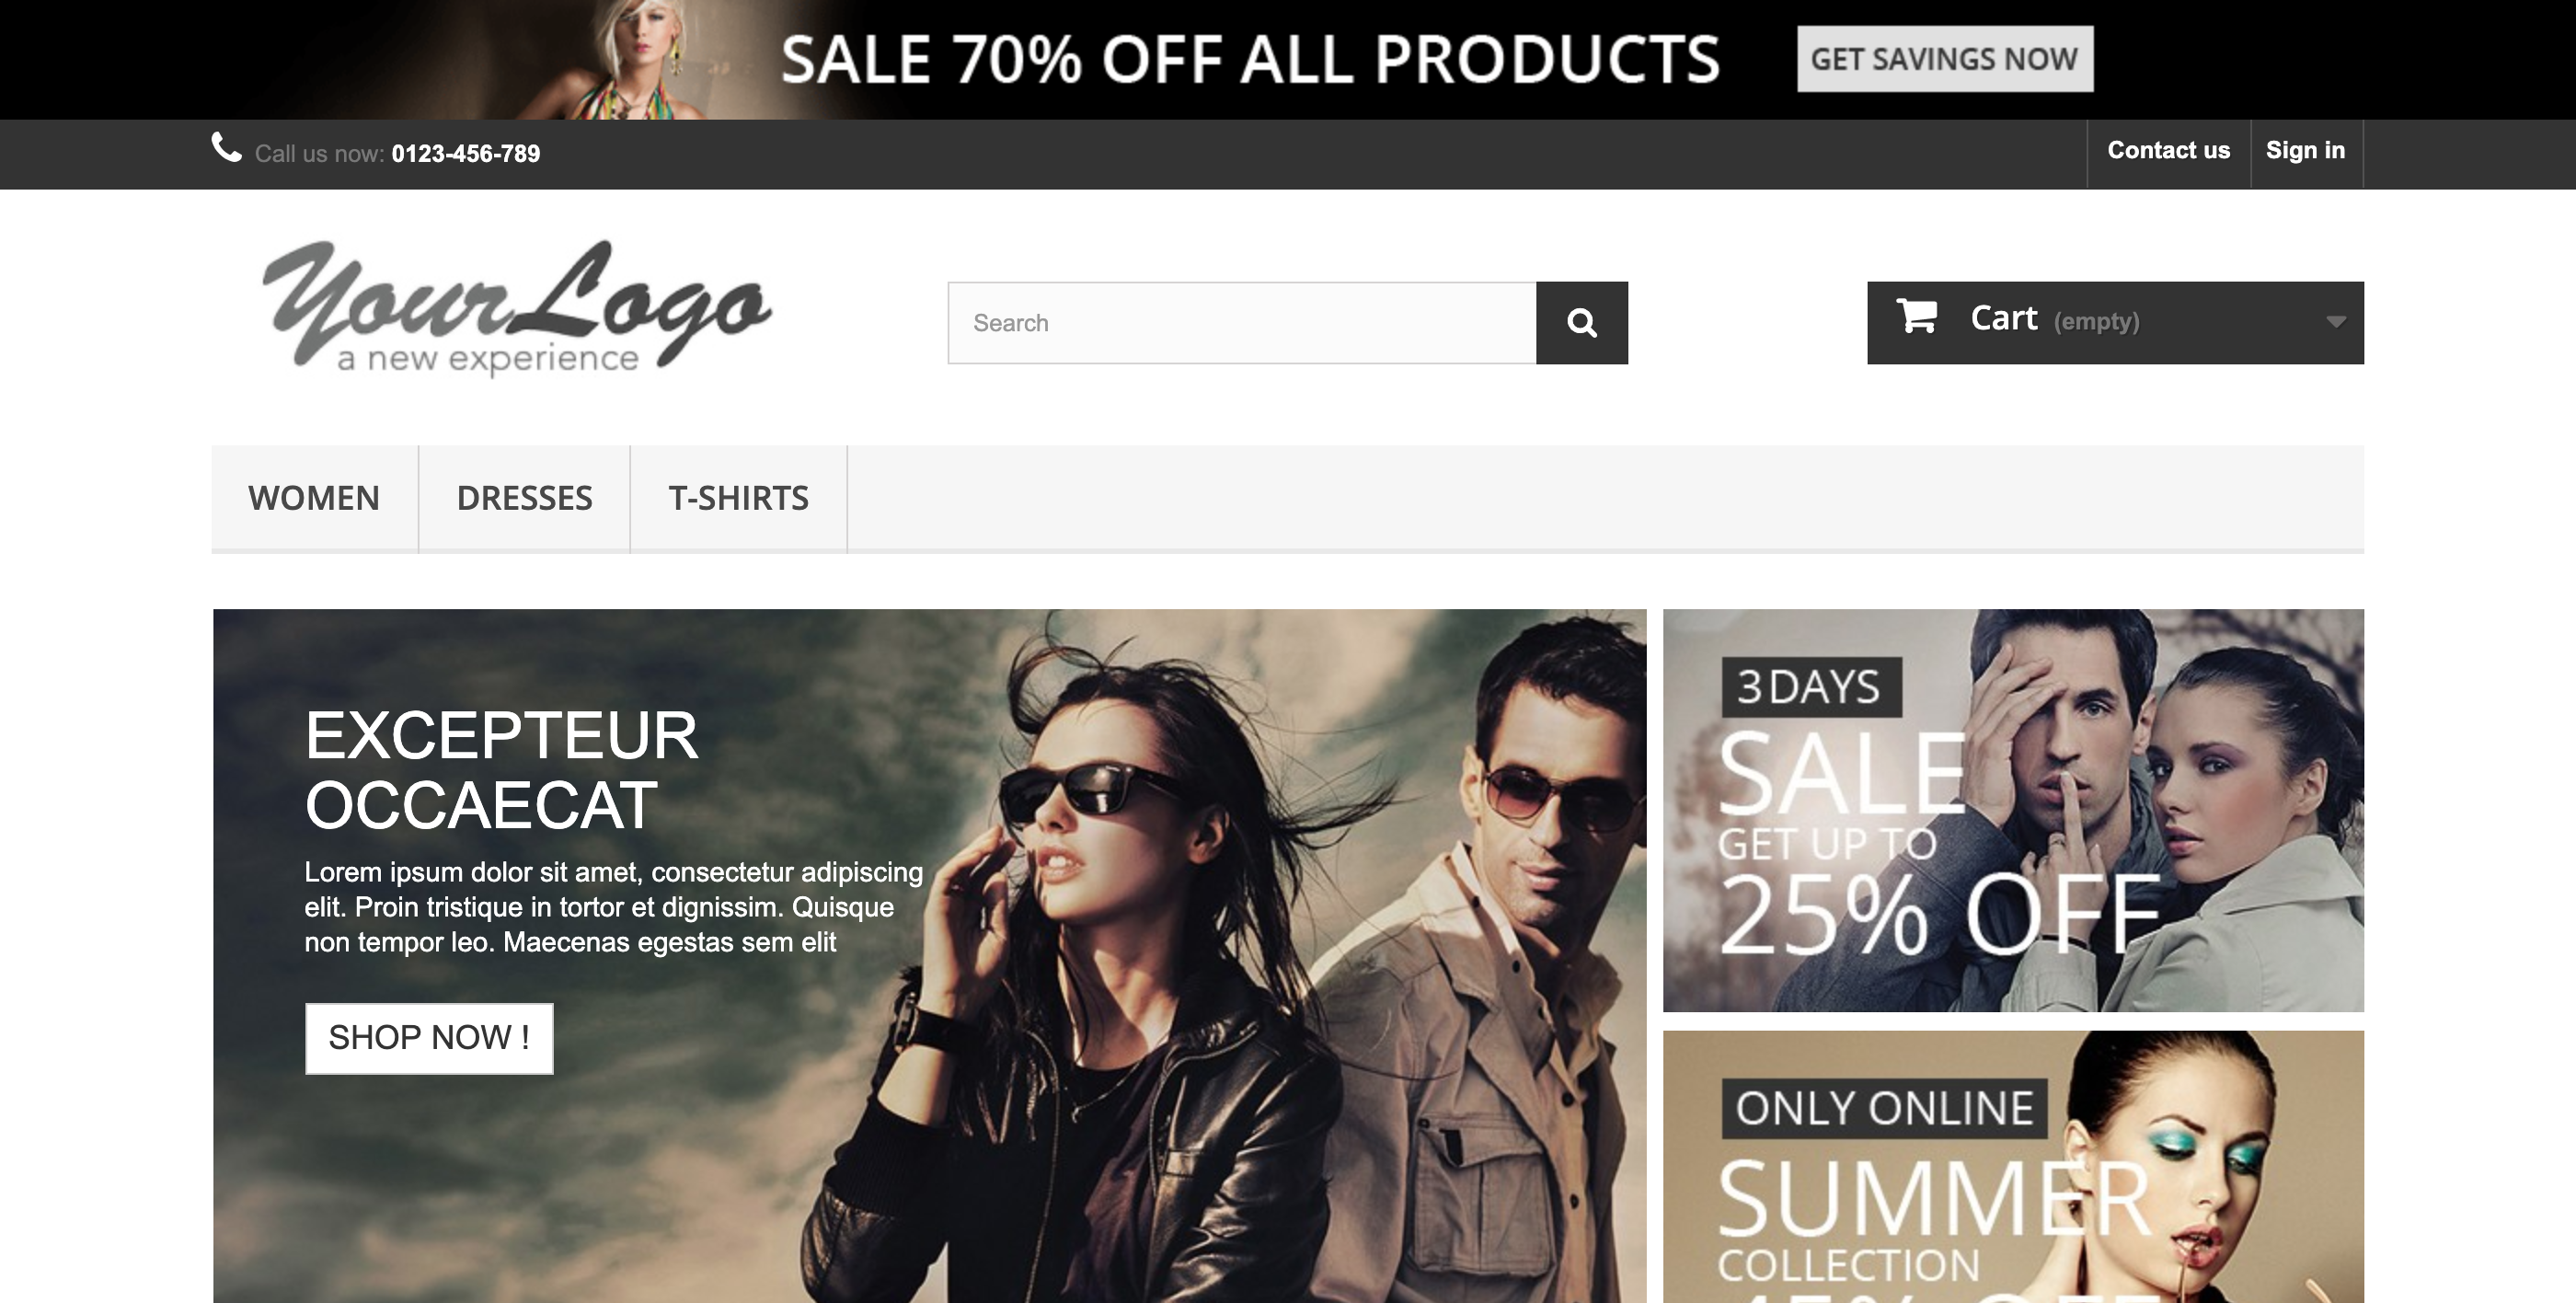 SALE 70% OFF ALL PRODUCTS
GET SAVINGS NOW
Call us now: 0123-456-789
Contact us
Sign in
YourLogo
a new experience
Search
Cart (empty)
WOMEN
DRESSES
T-SHIRTS
EXCEPTEUR
OCCAECAT
Lorem ipsum dolor sit amet, consectetur adipiscing
elit. Proin tristique in tortor et dignissim. Quisque
non tempor leo. Maecenas egestas sem elit
SHOP NOW !
3 DAYS
SALE
GET UP TO
25% OFF
ONLY ONLINE
SUMMER
COLLECTION